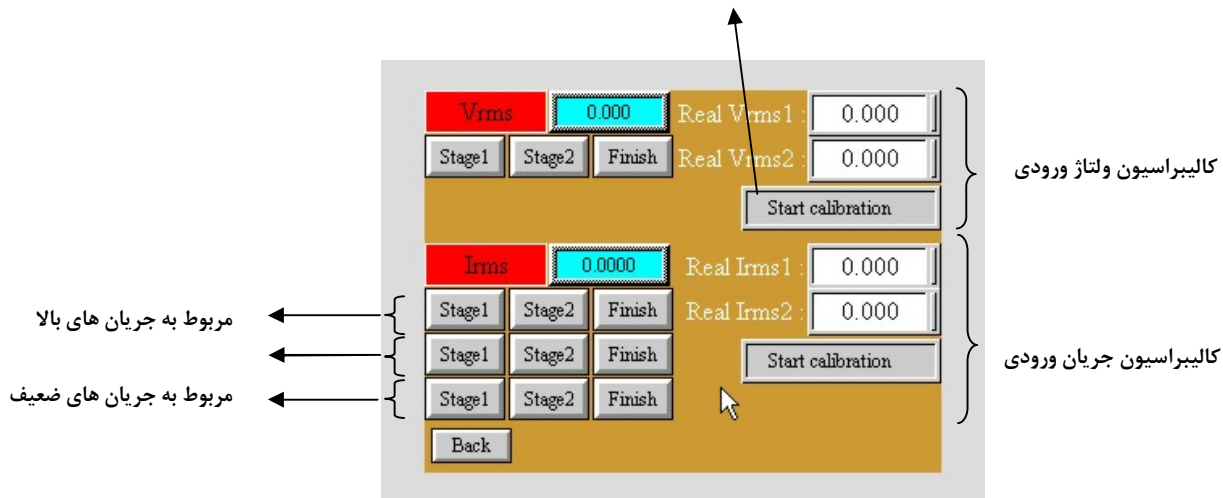 Vrms 0.000 Real Vrms1 : 0.000
Stage1 Stage2 Finish Real Vrms2 : 0.000
کالیبراسیون ولتاژ ورودی
Start calibration
Irms 0.0000 Real Irms1 : 0.000
Stage1 Stage2 Finish Real Irms2 : 0.000
مربوط به جریان های بالا
Stage1 Stage2 Finish Start calibration
کالیبراسیون جریان ورودی
Stage1 Stage2 Finish
مربوط به جریان های ضعیف
Back